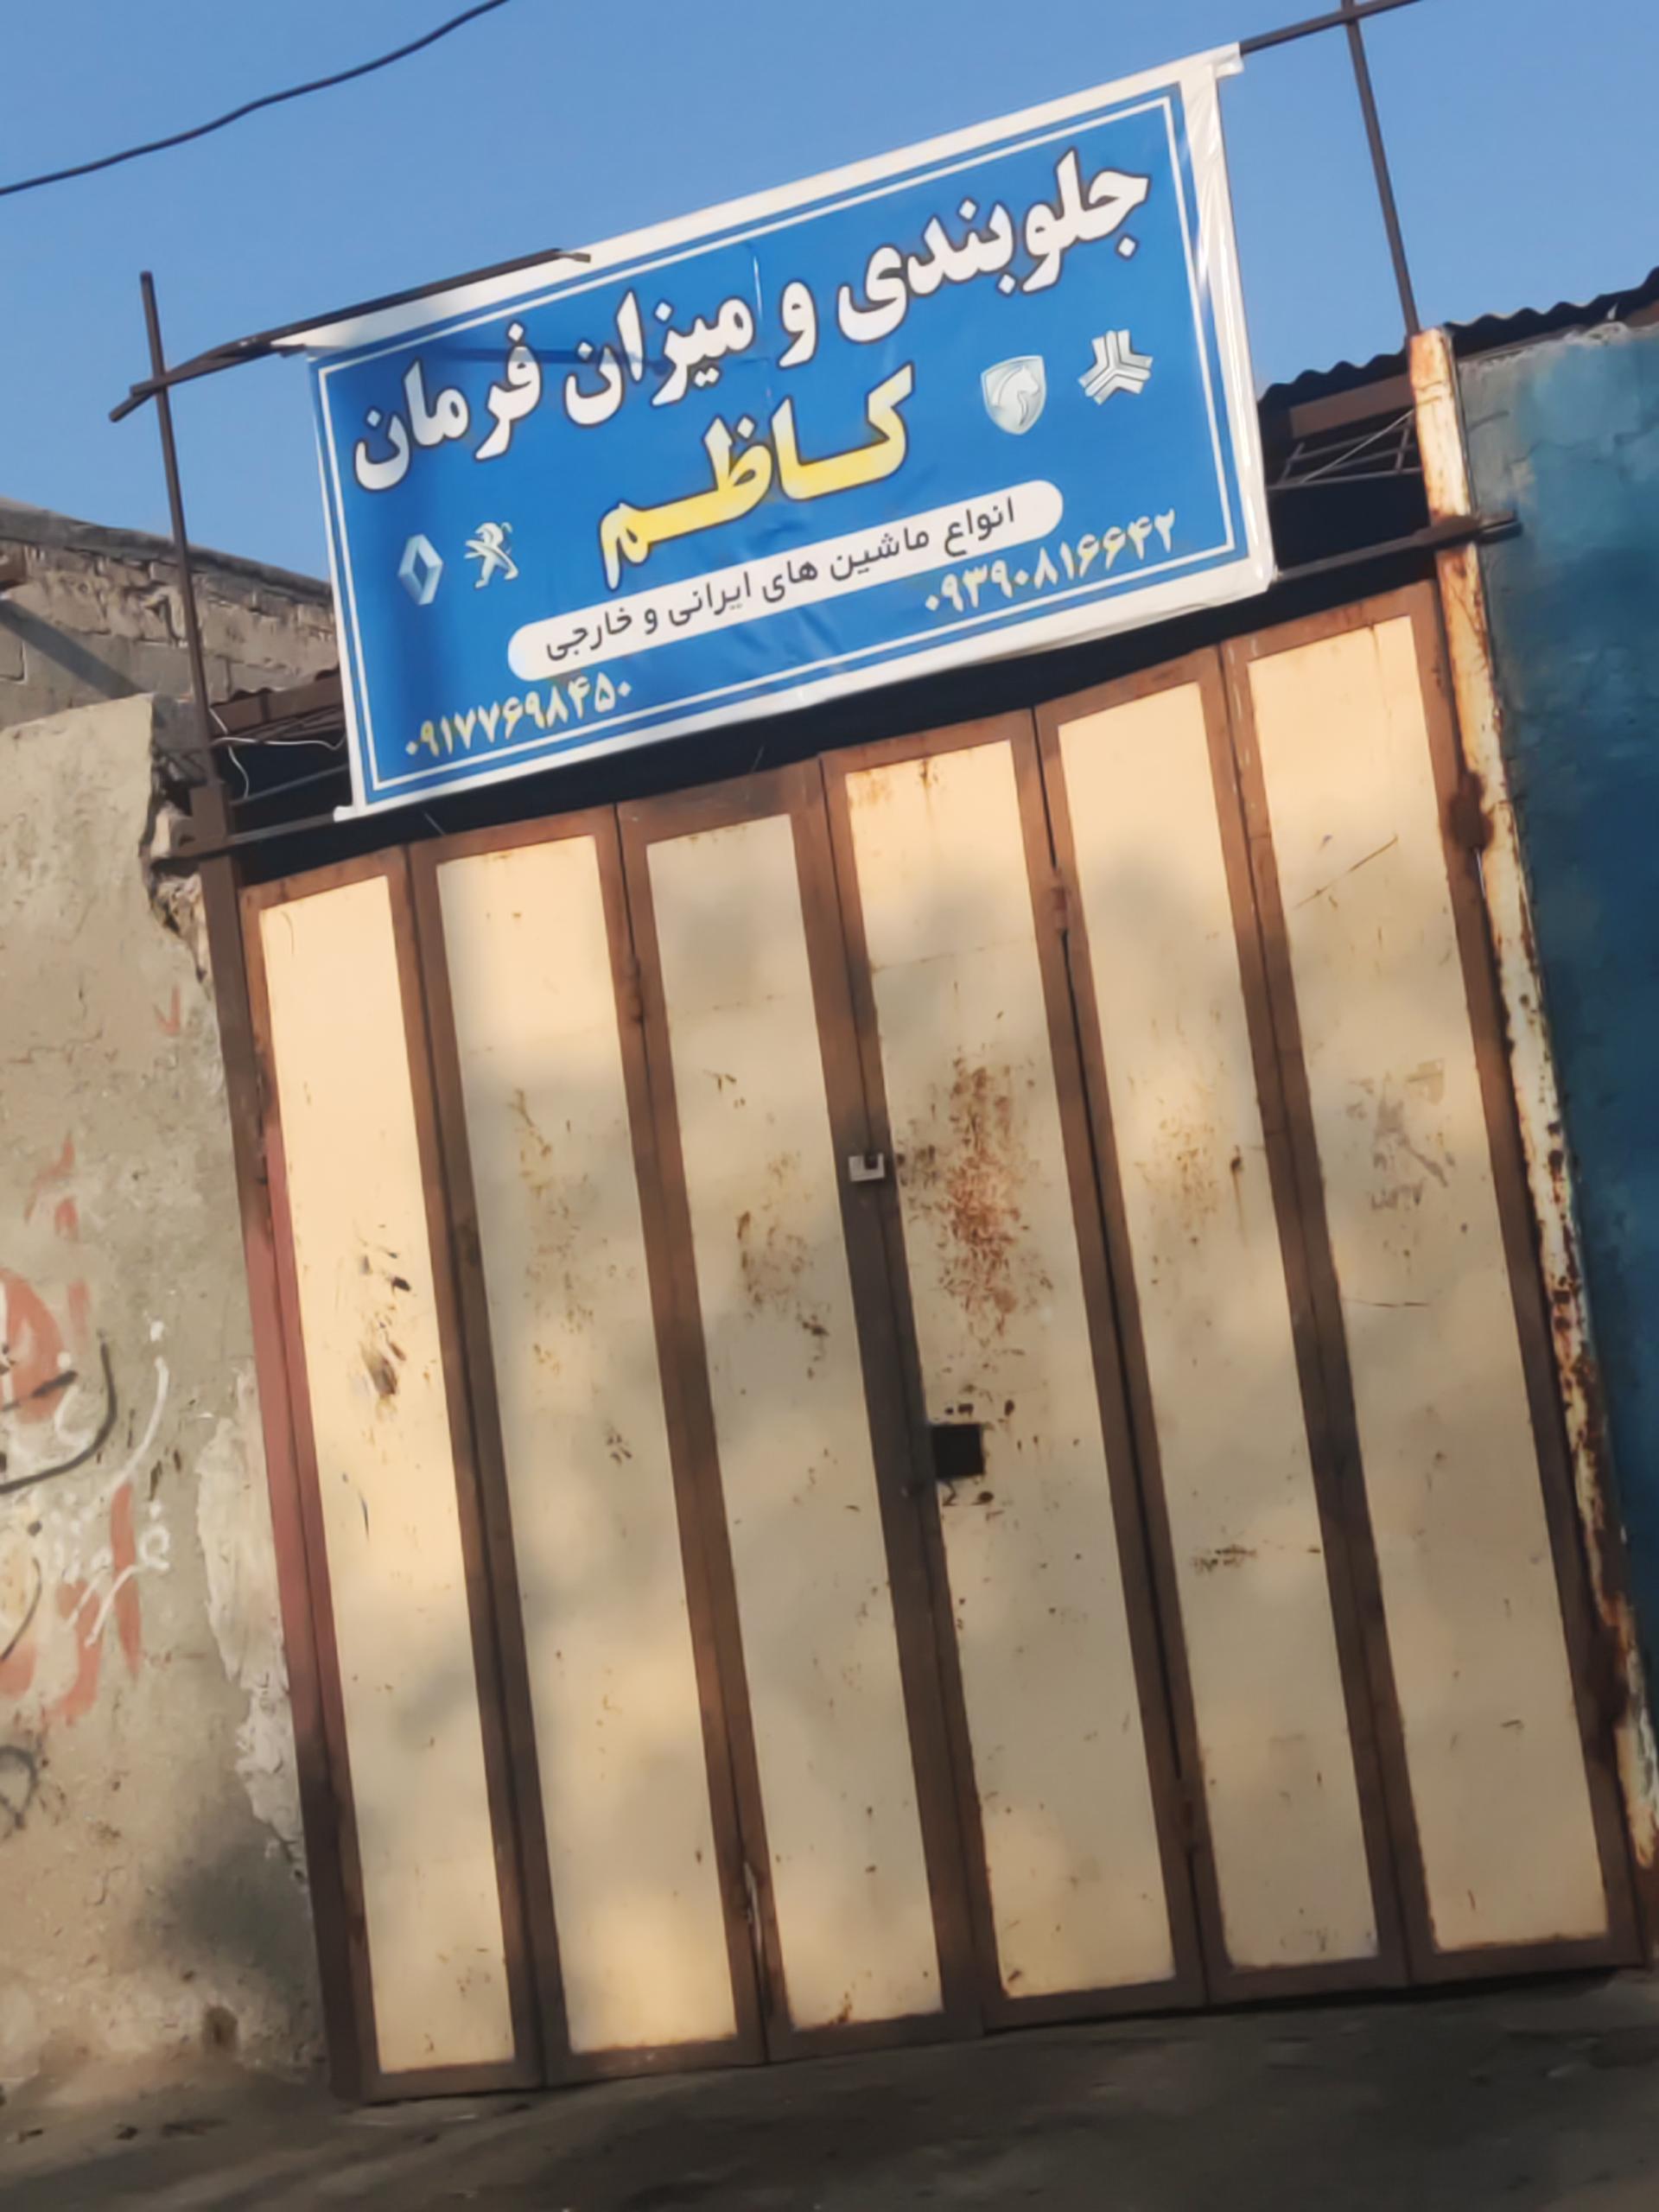 جلوبندی و میزان فرمان
کاظم
انواع ماشین های ایرانی و خارجی
۰۹۳۹۰۸۱۶۶۴۲
۰۹۱۷۷۶۹۸۴۵۰